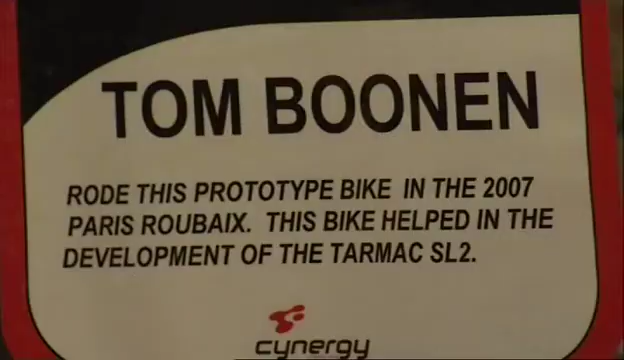 TOM BOONEN
RODE THIS PROTOTYPE BIKE IN THE 2007
PARIS ROUBAIX. THIS BIKE HELPED IN THE
DEVELOPMENT OF THE TARMAC SL2.
cynergy